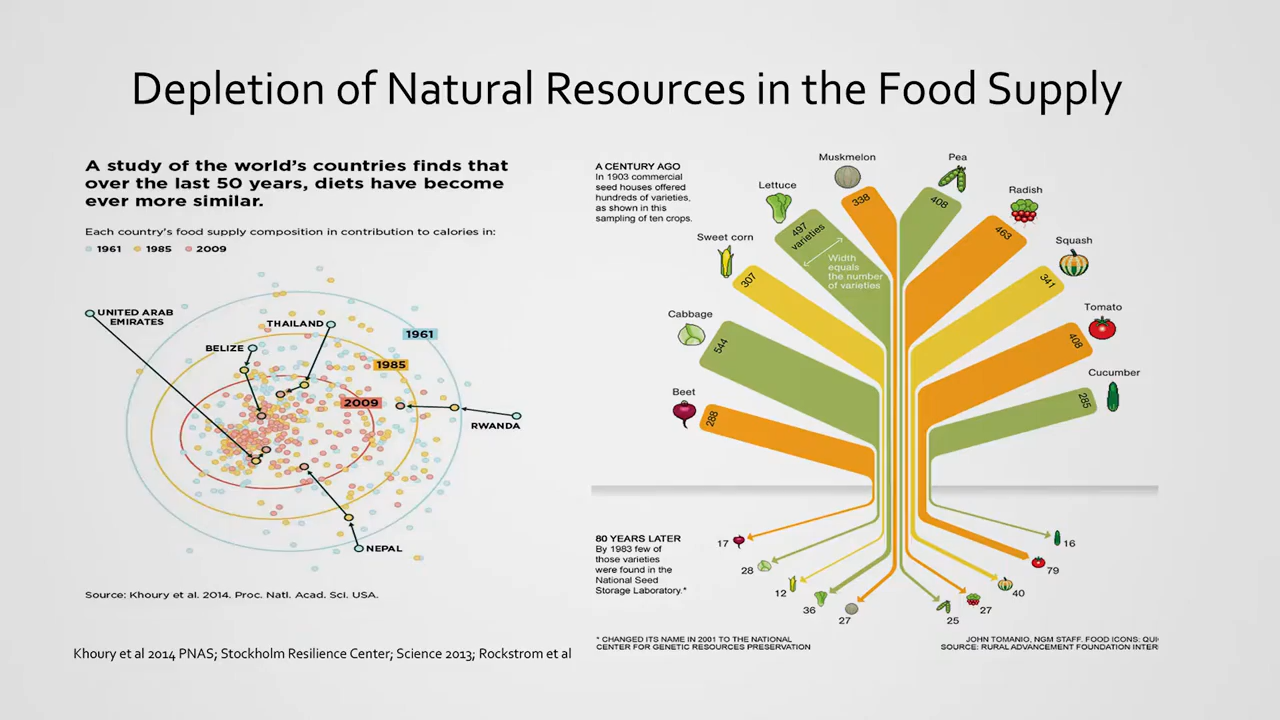 Depletion of Natural Resources in the Food Supply
A study of the world's countries finds that
over the last 50 years, diets have become
ever more similar.
Each country's food supply composition in contribution to calories in:
1961 1985 2009
UNITED ARAB
EMIRATES
THAILAND
BELIZE
1961
1985
2009
RWANDA
NEPAL
Source: Khoury et al. 2014. Proc. Natl. Acad. Sci. USA.
Khoury et al 2014 PNAS; Stockholm Resilience Center; Science 2013; Rockstrom et al
A CENTURY AGO
In 1903 commercial
seed houses offered
hundreds of varieties,
as shown in this
sampling of ten crops.
Beet
288
Cabbage
544
Sweet corn
307
Lettuce
497
varieties
Width
equals
the number
of varieties
Muskmelon
338
Pea
408
Radish
463
Squash
341
Tomato
408
Cucumber
285
80 YEARS LATER
By 1983 few of
those varieties
were found in the
National Seed
Storage Laboratory.*
17
28
12
36
27
25
27
40
79
16
* CHANGED ITS NAME IN 2001 TO THE NATIONAL
CENTER FOR GENETIC RESOURCES PRESERVATION
JOHN TOMANIO, NGM STAFF. FOOD ICONS: QUI
SOURCE: RURAL ADVANCEMENT FOUNDATION INTER